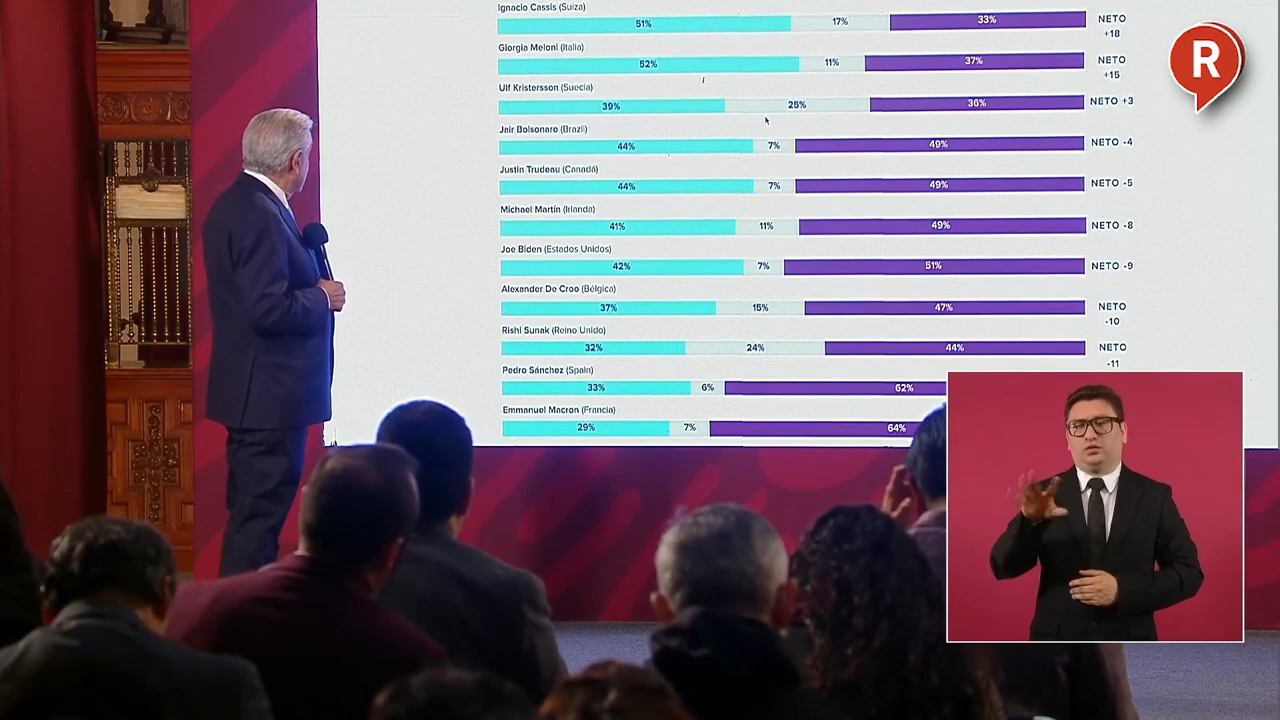 Ignacio Cassis (Suiza)
51% 17% 33% NETO
+18
Giorgia Meloni (Italia)
52% 11% 37% NETO
+15
Ulf Kristersson (Suecia)
39% 25% 36% NETO +3
Jair Bolsonaro (Brazil)
44% 7% 49% NETO -4
Justin Trudeau (Canadá)
44% 7% 49% NETO -5
Michael Martín (Irlanda)
41% 11% 49% NETO -8
Joe Biden (Estados Unidos)
42% 7% 51% NETO -9
Alexander De Croo (Bélgica)
37% 15% 47% NETO
-10
Rishi Sunak (Reino Unido)
32% 24% 44% NETO
-11
Pedro Sánchez (Spain)
33% 6% 62%
Emmanuel Macron (Francia)
29% 7% 64%
R